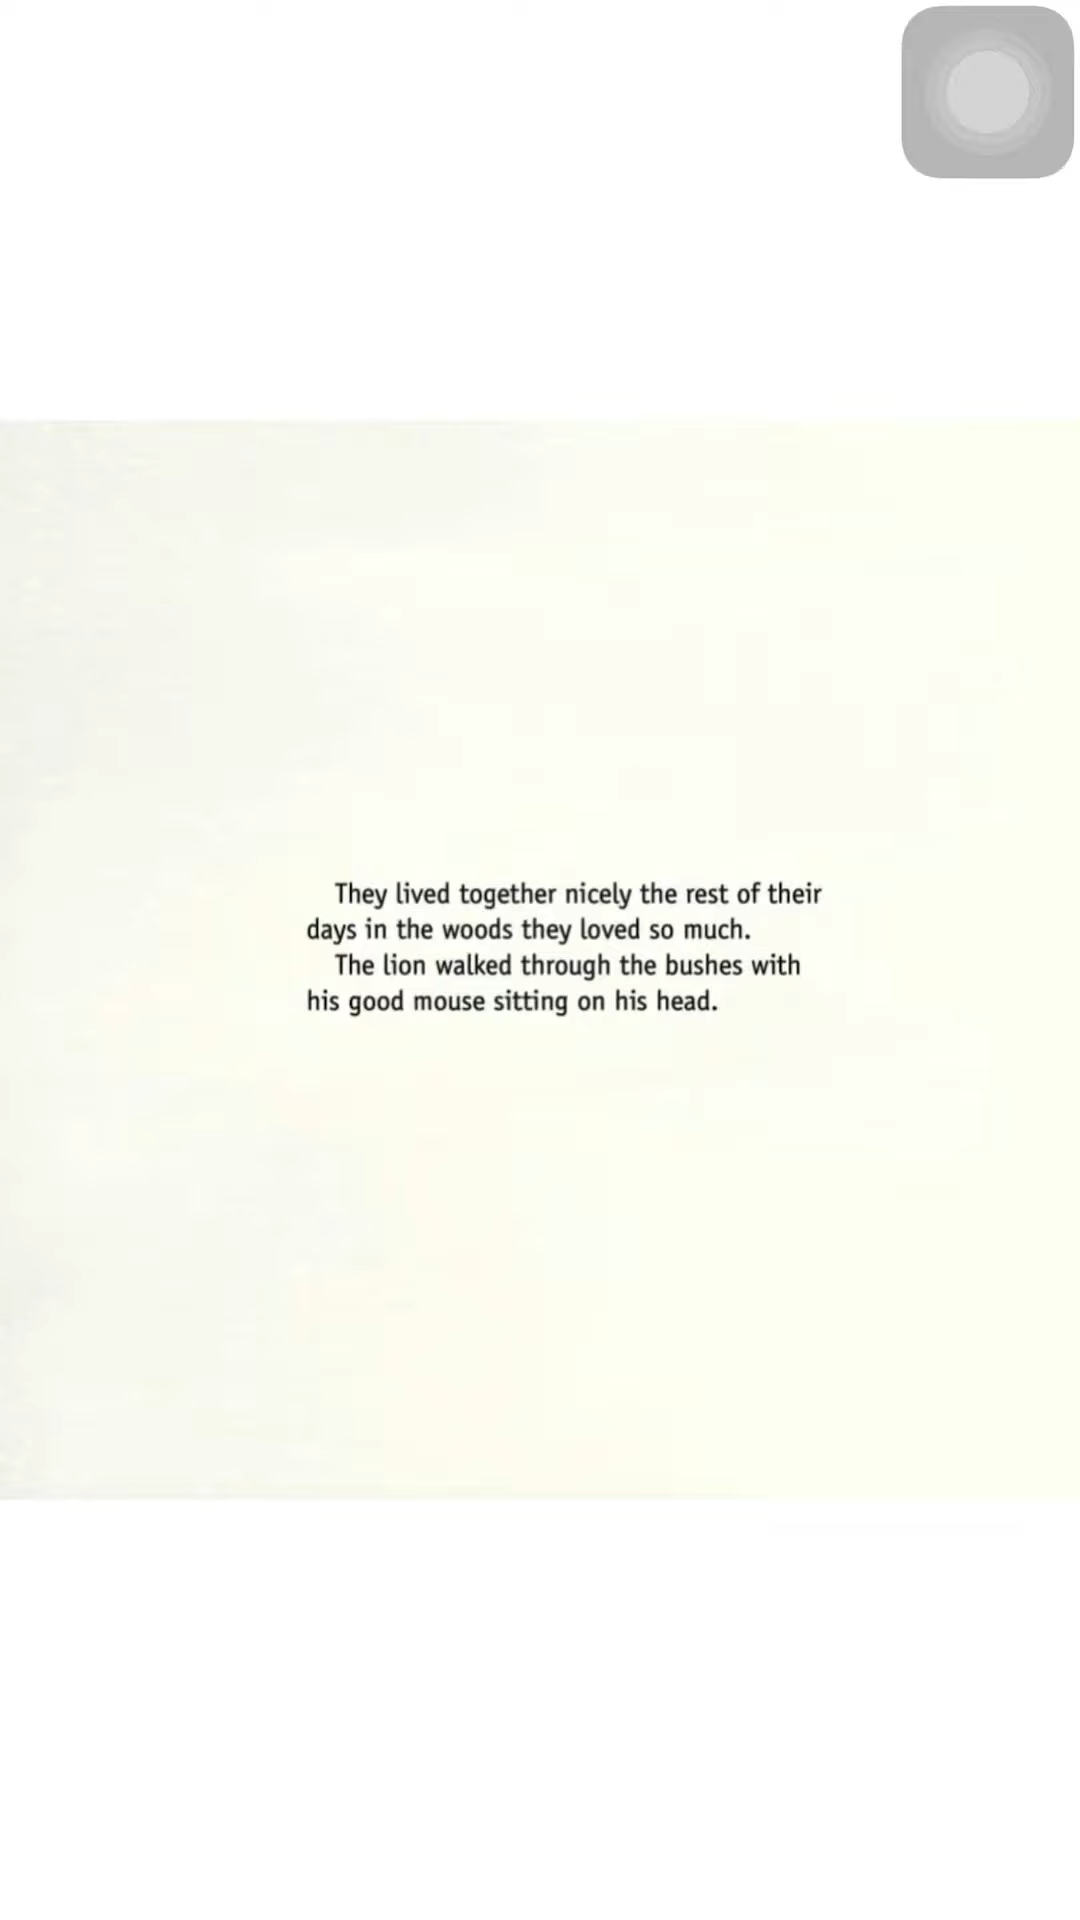 They lived together nicely the rest of their
days in the woods they loved so much.
The lion walked through the bushes with
his good mouse sitting on his head.